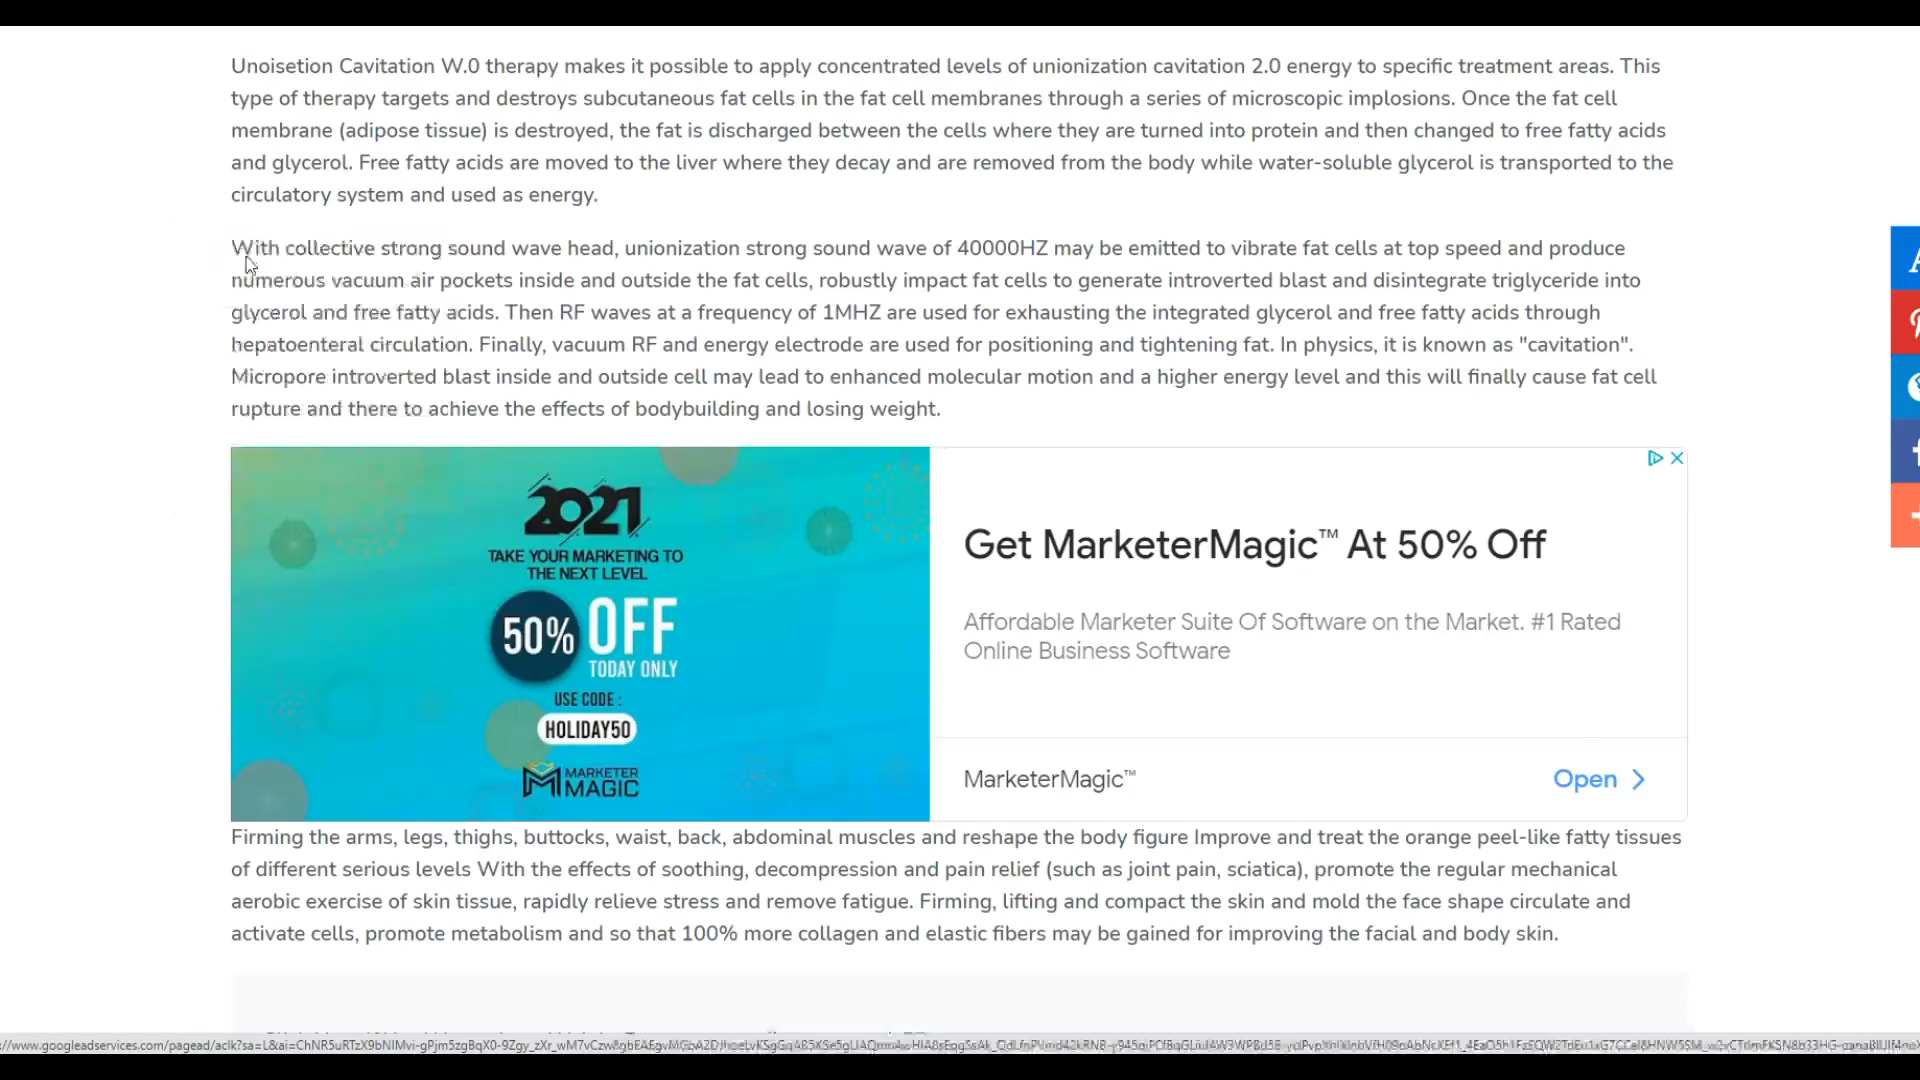 Unoisetion Cavitation W.0 therapy makes it possible to apply concentrated levels of unionization cavitation 2.0 energy to specific treatment areas. This
type of therapy targets and destroys subcutaneous fat cells in the fat cell membranes through a series of microscopic implosions. Once the fat cell
membrane (adipose tissue) is destroyed, the fat is discharged between the cells where they are turned into protein and then changed to free fatty acids
and glycerol. Free fatty acids are moved to the liver where they decay and are removed from the body while water-soluble glycerol is transported to the
circulatory system and used as energy.
With collective strong sound wave head, unionization strong sound wave of 40000HZ may be emitted to vibrate fat cells at top speed and produce
numerous vacuum air pockets inside and outside the fat cells, robustly impact fat cells to generate introverted blast and disintegrate triglyceride into
glycerol and free fatty acids. Then RF waves at a frequency of 1MHZ are used for exhausting the integrated glycerol and free fatty acids through
hepatoenteral circulation. Finally, vacuum RF and energy electrode are used for positioning and tightening fat. In physics, it is known as "cavitation".
Micropore introverted blast inside and outside cell may lead to enhanced molecular motion and a higher energy level and this will finally cause fat cell
rupture and there to achieve the effects of bodybuilding and losing weight.
2021
TAKE YOUR MARKETING TO
THE NEXT LEVEL
50% OFF
TODAY ONLY
USE CODE :
HOLIDAY50
MARKETER
MAGIC
Get MarketerMagic™ At 50% Off
Affordable Marketer Suite Of Software on the Market. #1 Rated
Online Business Software
MarketerMagic™
Open
Firming the arms, legs, thighs, buttocks, waist, back, abdominal muscles and reshape the body figure Improve and treat the orange peel-like fatty tissues
of different serious levels With the effects of soothing, decompression and pain relief (such as joint pain, sciatica), promote the regular mechanical
aerobic exercise of skin tissue, rapidly relieve stress and remove fatigue. Firming, lifting and compact the skin and mold the face shape circulate and
activate cells, promote metabolism and so that 100% more collagen and elastic fibers may be gained for improving the facial and body skin.